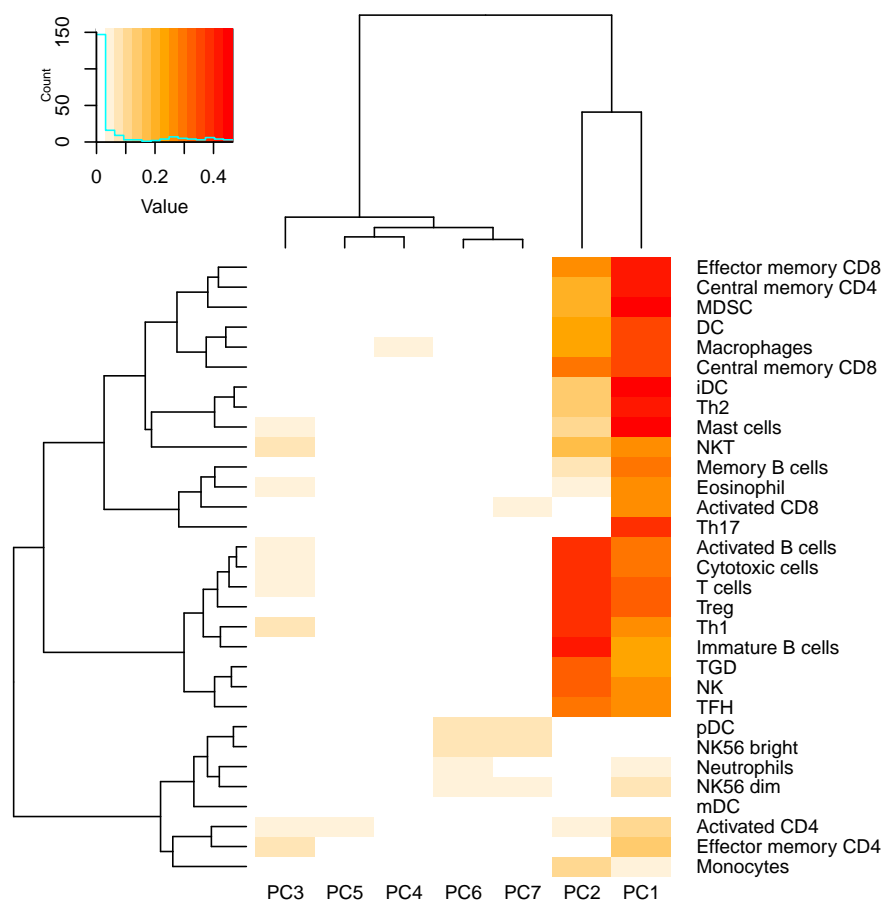 150
50
0
Count
0 0.2 0.4
Value
Effector memory CD8
Central memory CD4
MDSC
DC
Macrophages
Central memory CD8
iDC
Th2
Mast cells
NKT
Memory B cells
Eosinophil
Activated CD8
Th17
Activated B cells
Cytotoxic cells
T cells
Treg
Th1
Immature B cells
TGD
NK
TFH
pDC
NK56 bright
Neutrophils
NK56 dim
mDC
Activated CD4
Effector memory CD4
Monocytes
PC3 PC5 PC4 PC6 PC7 PC2 PC1